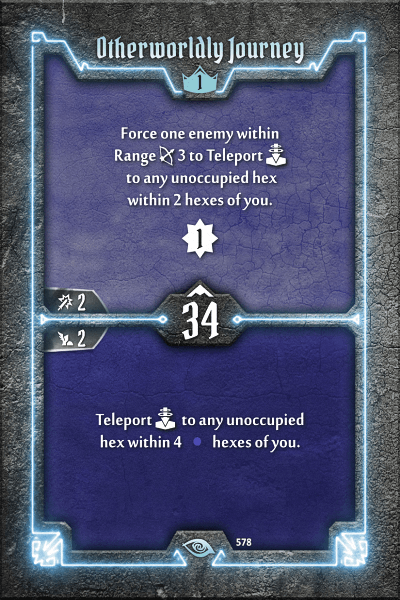 Otherworldly Journey
1
Force one enemy within
Range 3 to Teleport
to any unoccupied hex
within 2 hexes of you.
1
2
34
2
Teleport to any unoccupied
hex within 4 hexes of you.
578